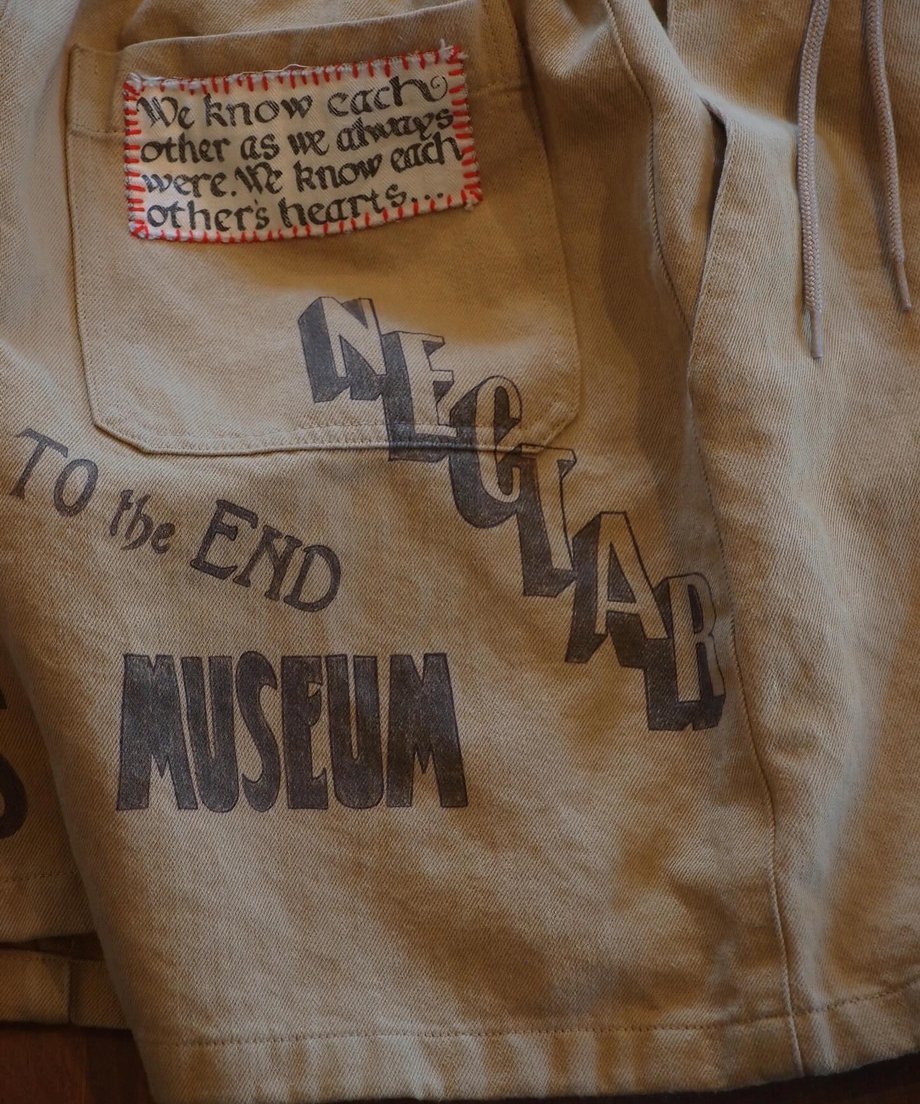 We know each
other as we always
were. We know each
other's hearts...
NECTAR
TO the END
MUSEUM